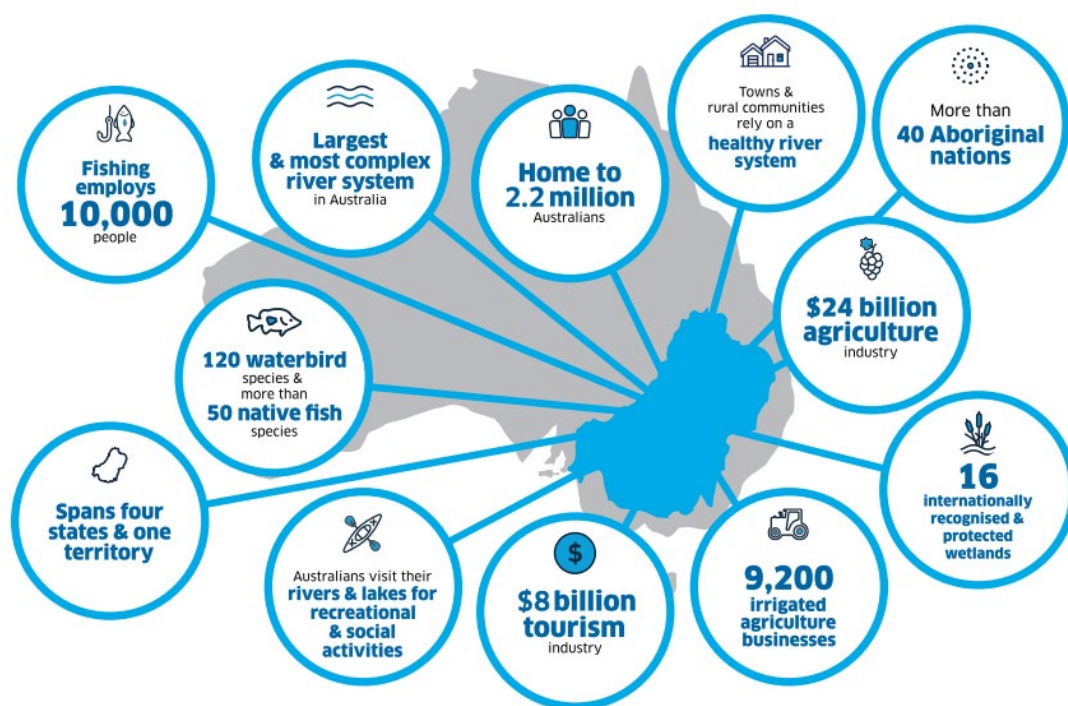 Fishing
employs
10,000
people
Largest
& most complex
river system
in Australia
Home to
2.2 million
Australians
Towns &
rural communities
rely on a
healthy river
system
More than
40 Aboriginal
nations
120 waterbird
species &
more than
50 native fish
species
$24 billion
agriculture
industry
Spans four
states & one
territory
Australians visit their
rivers & lakes for
recreational
& social
activities
$
$8 billion
tourism
industry
9,200
irrigated
agriculture
businesses
16
internationally
recognised &
protected
wetlands